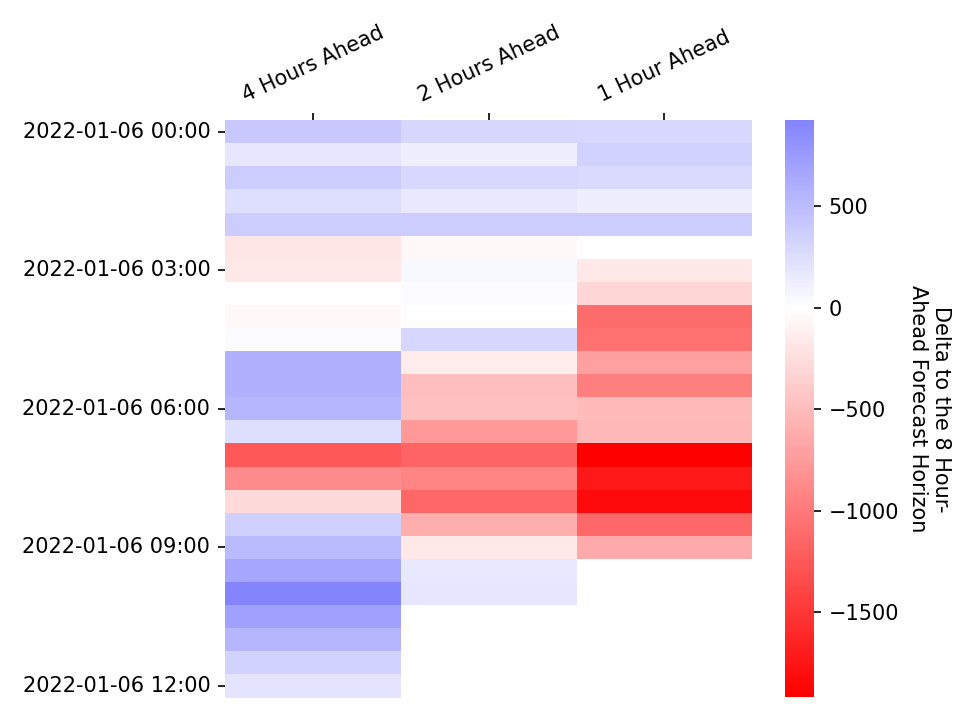 4 Hours Ahead
2 Hours Ahead
1 Hour Ahead
2022-01-06 00:00
2022-01-06 03:00
2022-01-06 06:00
2022-01-06 09:00
2022-01-06 12:00
500
0
−500
−1000
−1500
Delta to the 8 Hour-
Ahead Forecast Horizon